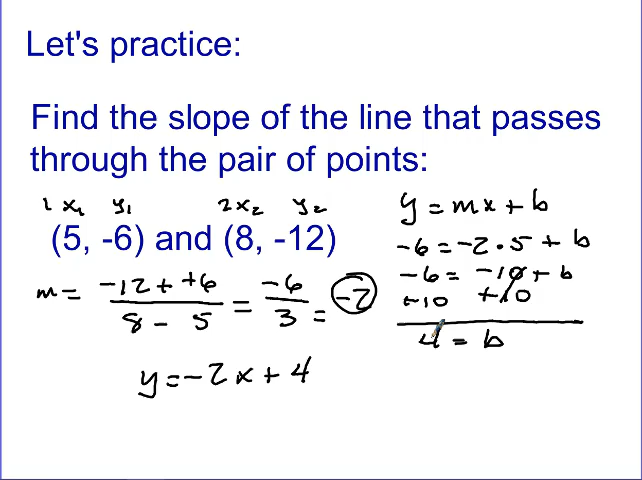 Let's practice:
Find the slope of the line that passes
through the pair of points:
1 x₁ y₁ 2 x₂ y₂
(5, -6) and (8, -12)
m = -12 + +6 / 8 - 5 = -6 / 3 = -2
y = -2x + 4
y = mx + b
-6 = -2 • 5 + b
-6 = -10 + b
+10 +10
4 = b